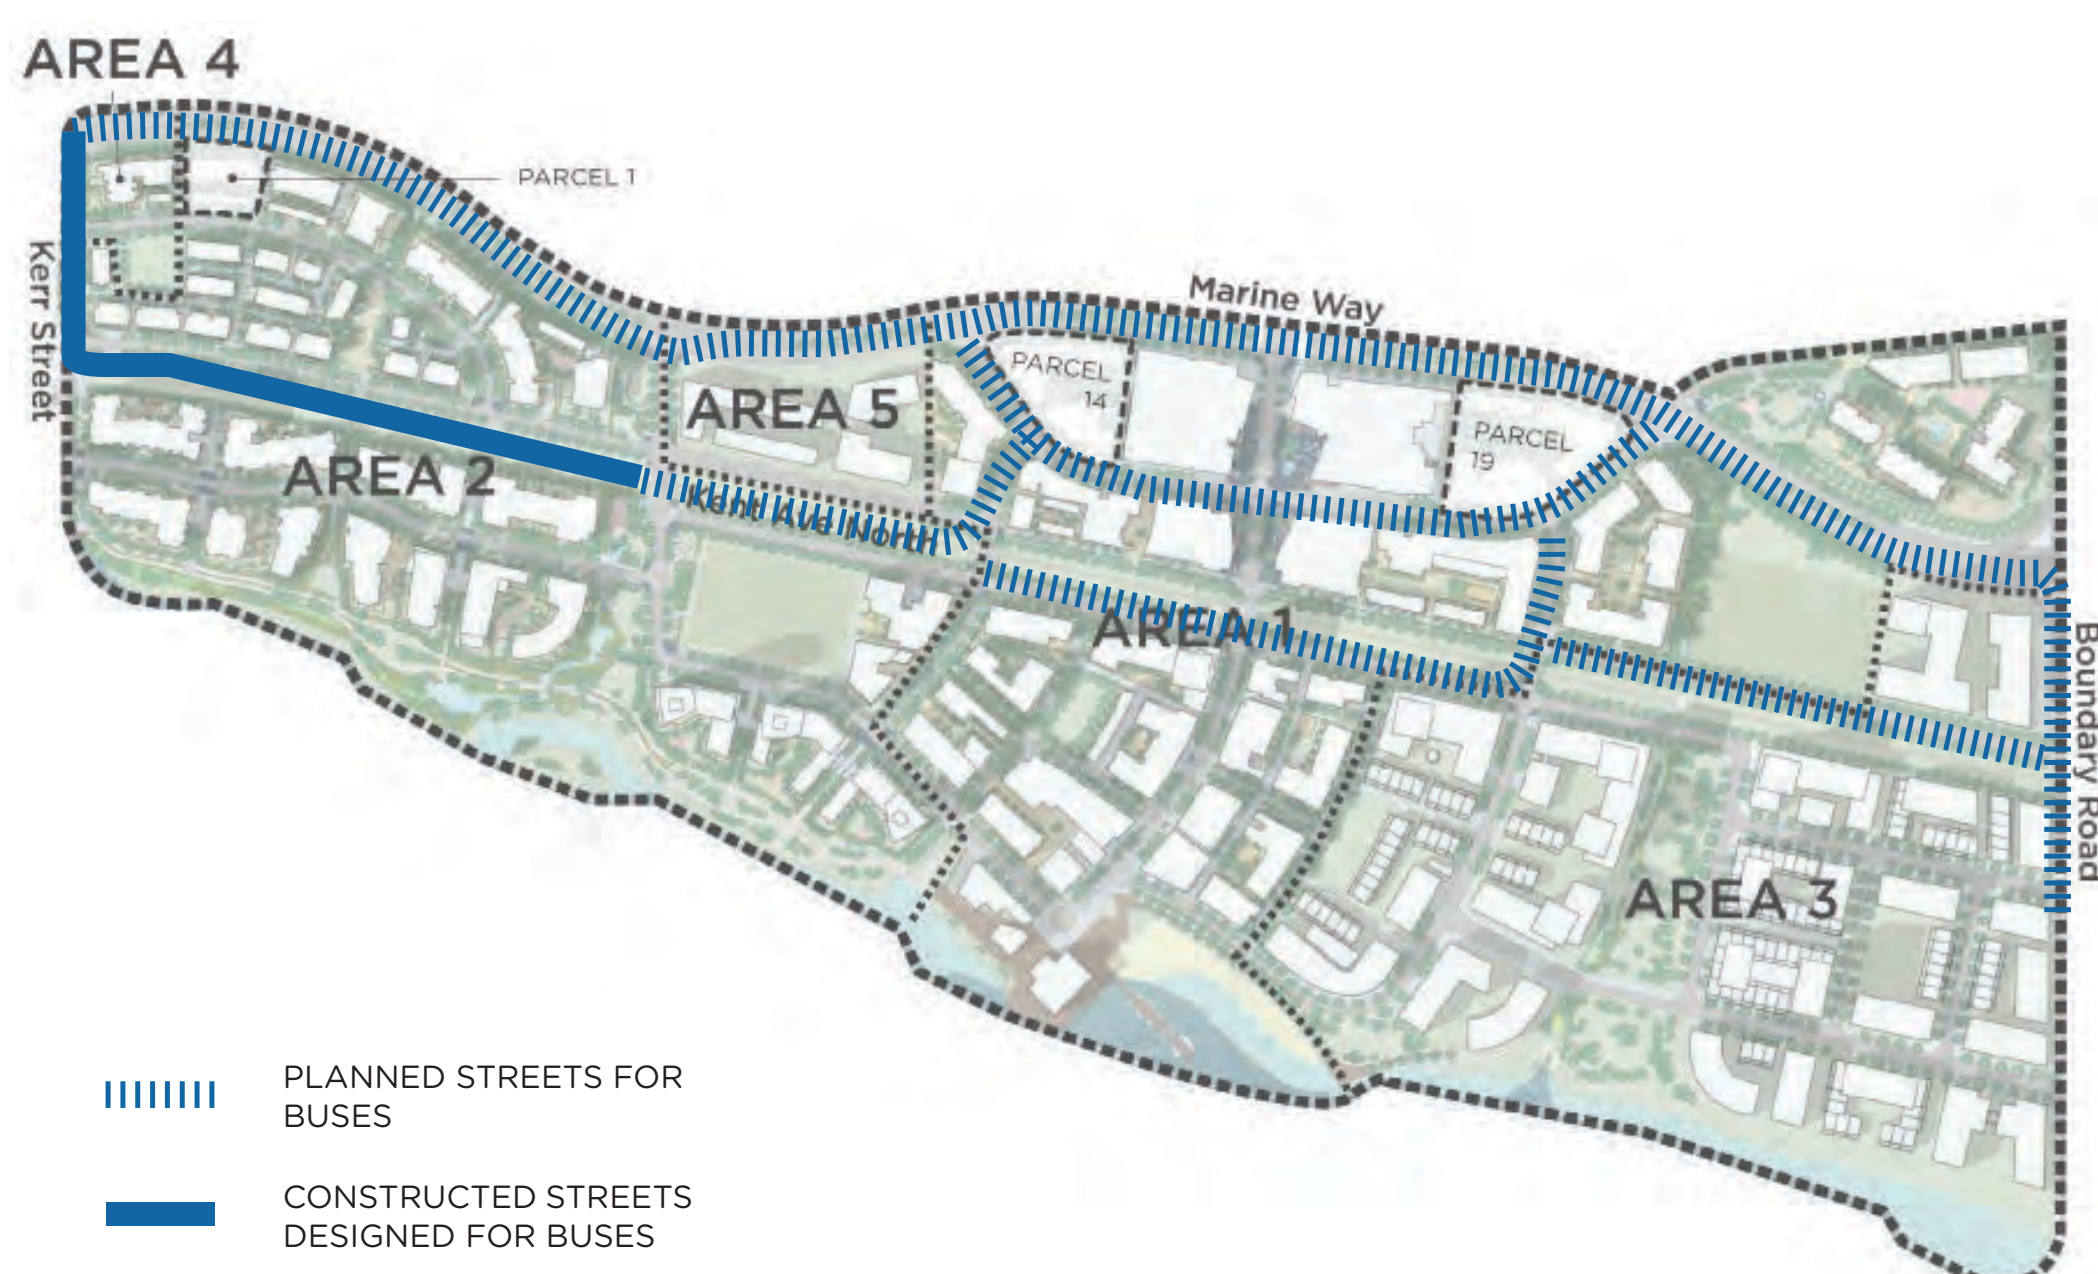 AREA 4
PARCEL 1
Kerr Street
Marine Way
PARCEL
14
AREA 5
PARCEL
19
AREA 2
Kent Ave North
AREA 1
Boundary Road
AREA 3
PLANNED STREETS FOR
BUSES
CONSTRUCTED STREETS
DESIGNED FOR BUSES